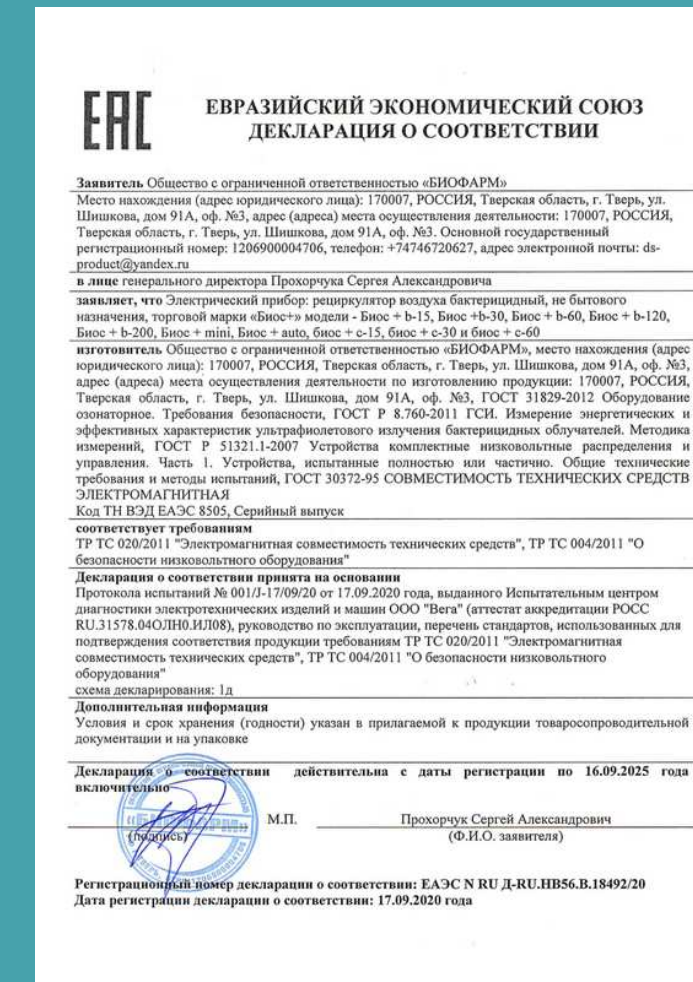 EAC
ЕВРАЗИЙСКИЙ ЭКОНОМИЧЕСКИЙ СОЮЗ
ДЕКЛАРАЦИЯ О СООТВЕТСТВИИ
Заявитель Общество с ограниченной ответственностью «БИОФАРМ»
Место нахождения (адрес юридического лица): 170007, РОССИЯ, Тверская область, г. Тверь, ул.
Шишкова, дом 91А, оф. №3, адрес (адреса) места осуществления деятельности: 170007, РОССИЯ,
Тверская область, г. Тверь, ул. Шишкова, дом 91А, оф. №3. Основной государственный
регистрационный номер: 1206900004706, телефон: +74746720627, адрес электронной почты: ds-
product@yandex.ru
в лице генерального директора Прохорчука Сергея Александровича
заявляет, что Электрический прибор: рециркулятор воздуха бактерицидный, не бытового
назначения, торговой марки «Биос+» модели - Биос + b-15, Биос +b-30, Биос + b-60, Биос + b-120,
Биос + b-200, Биос + mini, Биос + auto, биос + с-15, биос + с-30 и биос + с-60
изготовитель Общество с ограниченной ответственностью «БИОФАРМ», место нахождения (адрес
юридического лица): 170007, РОССИЯ, Тверская область, г. Тверь, ул. Шишкова, дом 91А, оф. №3,
адрес (адреса) места осуществления деятельности по изготовлению продукции: 170007, РОССИЯ,
Тверская область, г. Тверь, ул. Шишкова, дом 91А, оф. №3, ГОСТ 31829-2012 Оборудование
озонаторное. Требования безопасности, ГОСТ Р 8.760-2011 ГСИ. Измерение энергетических и
эффективных характеристик ультрафиолетового излучения бактерицидных облучателей. Методика
измерений, ГОСТ Р 51321.1-2007 Устройства комплектные низковольтные распределения и
управления. Часть 1. Устройства, испытанные полностью или частично. Общие технические
требования и методы испытаний, ГОСТ 30372-95 СОВМЕСТИМОСТЬ ТЕХНИЧЕСКИХ СРЕДСТВ
ЭЛЕКТРОМАГНИТНАЯ
Код ТН ВЭД ЕАЭС 8505, Серийный выпуск
соответствует требованиям
ТР ТС 020/2011 "Электромагнитная совместимость технических средств", ТР ТС 004/2011 "О
безопасности низковольтного оборудования"
Декларация о соответствии принята на основании
Протокола испытаний № 001/J-17/09/20 от 17.09.2020 года, выданного Испытательным центром
диагностики электротехнических изделий и машин ООО "Вега" (аттестат аккредитации РОСС
RU.31578.04ОЛН0.ИЛ08), руководство по эксплуатации, перечень стандартов, использованных для
подтверждения соответствия продукции требованиям ТР ТС 020/2011 "Электромагнитная
совместимость технических средств", ТР ТС 004/2011 "О безопасности низковольтного
оборудования"
схема декларирования: 1д
Дополнительная информация
Условия и срок хранения (годности) указан в прилагаемой к продукции товаросопроводительной
документации и на упаковке
Декларация о соответствии действительна с даты регистрации по 16.09.2025 года
включительно
М.П. Прохорчук Сергей Александрович
(подпись) (Ф.И.О. заявителя)
Регистрационный номер декларации о соответствии: ЕАЭС N RU Д-RU.НВ56.В.18492/20
Дата регистрации декларации о соответствии: 17.09.2020 года